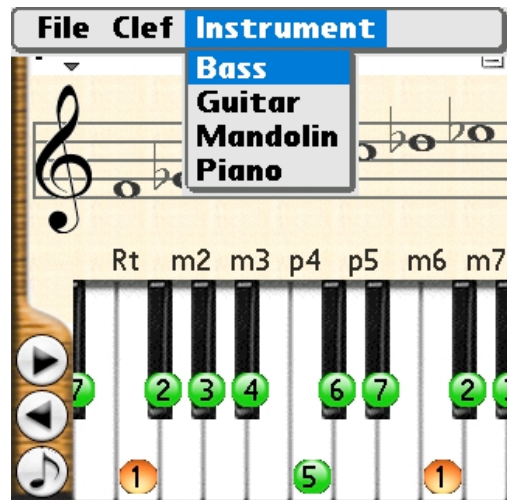 File Clef Instrument
Bass
Guitar
Mandolin
Piano
Rt m2 m3 p4 p5 m6 m7
7 2 3 4 6 7 2
1 5 1